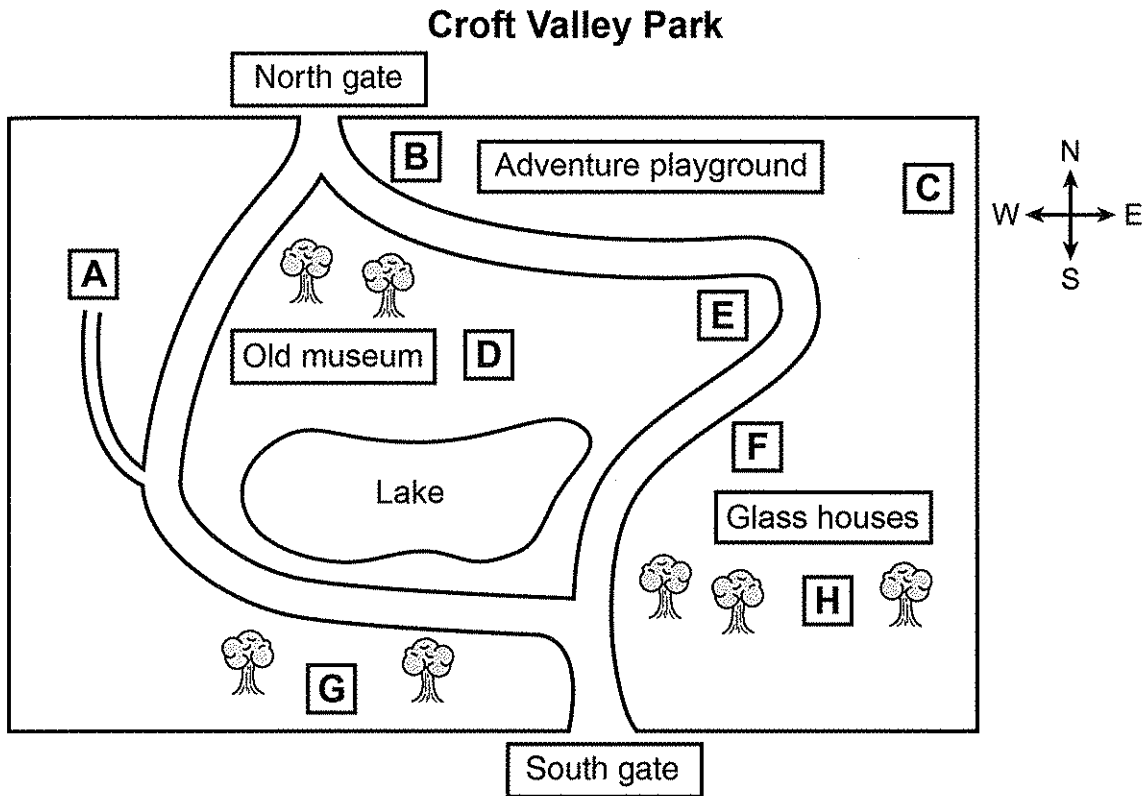 Croft Valley Park
North gate
B
Adventure playground
C
N
W
E
S
A
E
Old museum
D
F
Lake
Glass houses
H
G
South gate